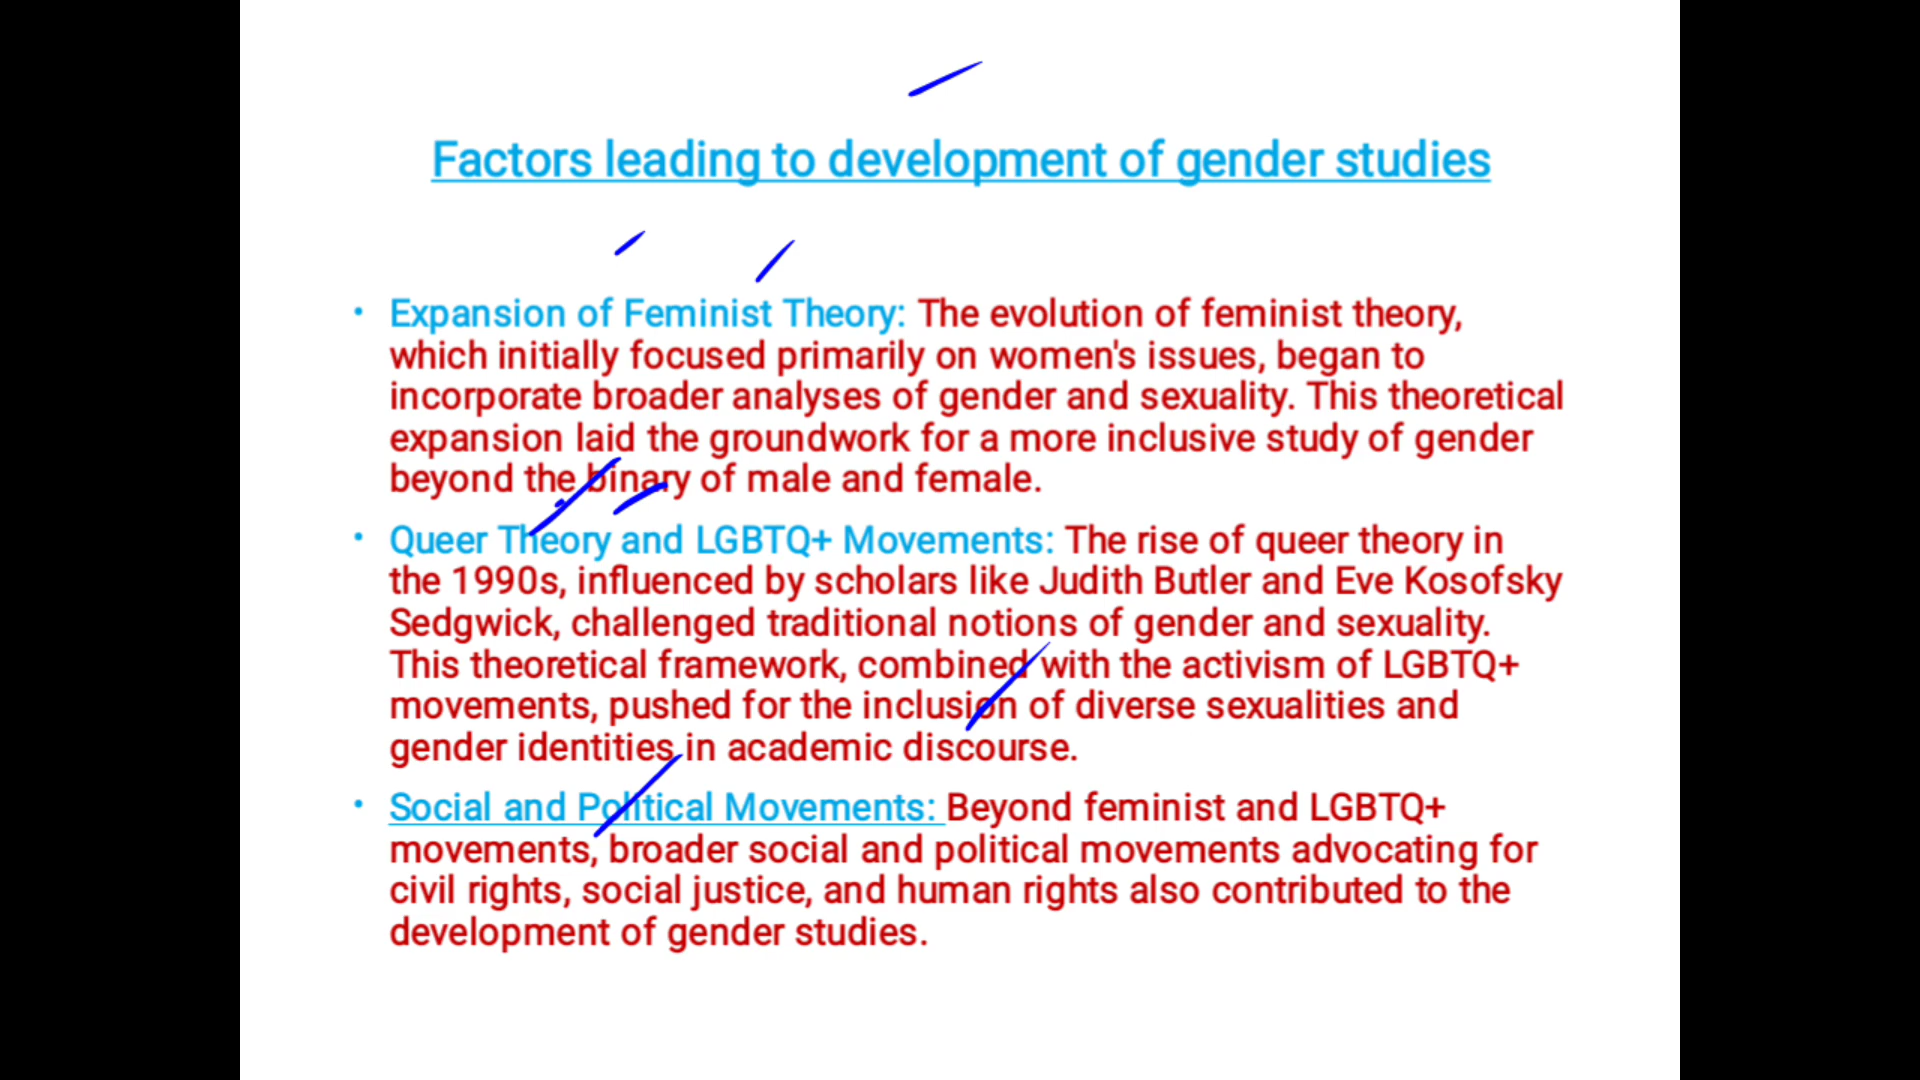 Factors leading to development of gender studies
• Expansion of Feminist Theory: The evolution of feminist theory,
which initially focused primarily on women's issues, began to
incorporate broader analyses of gender and sexuality. This theoretical
expansion laid the groundwork for a more inclusive study of gender
beyond the binary of male and female.
• Queer Theory and LGBTQ+ Movements: The rise of queer theory in
the 1990s, influenced by scholars like Judith Butler and Eve Kosofsky
Sedgwick, challenged traditional notions of gender and sexuality.
This theoretical framework, combined with the activism of LGBTQ+
movements, pushed for the inclusion of diverse sexualities and
gender identities in academic discourse.
• Social and Political Movements: Beyond feminist and LGBTQ+
movements, broader social and political movements advocating for
civil rights, social justice, and human rights also contributed to the
development of gender studies.